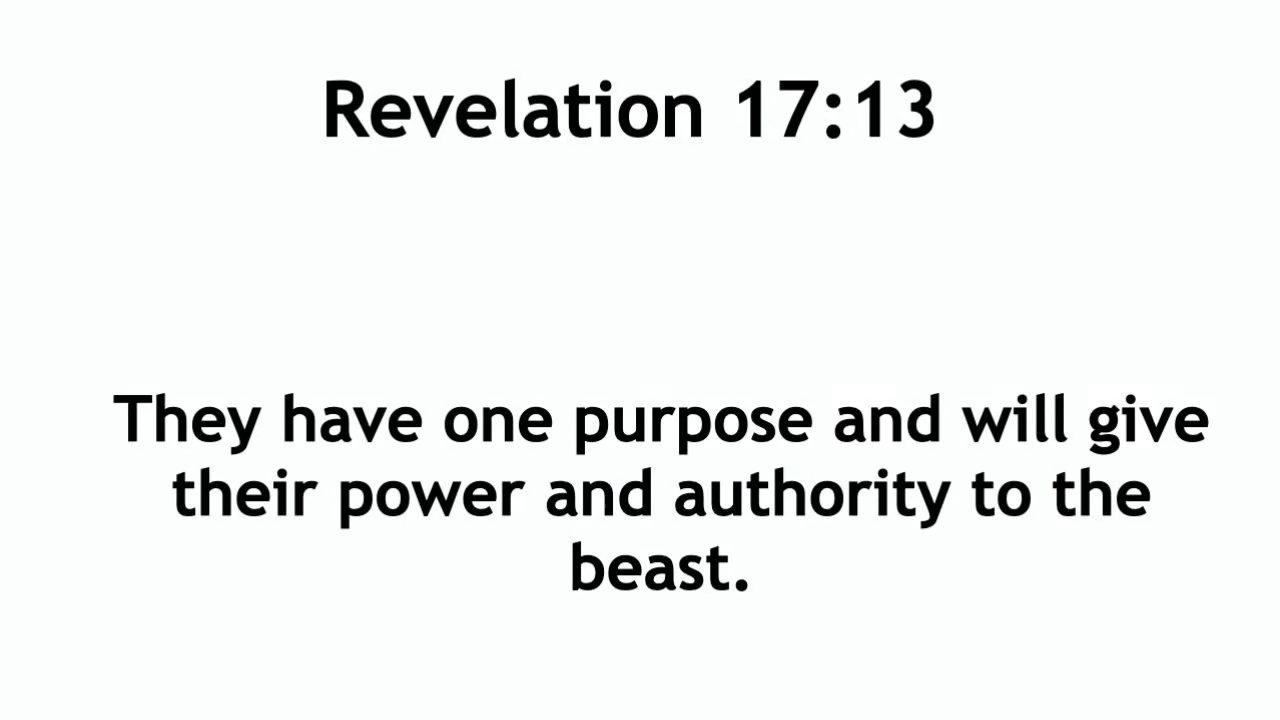 Revelation 17:13
They have one purpose and will give
their power and authority to the
beast.